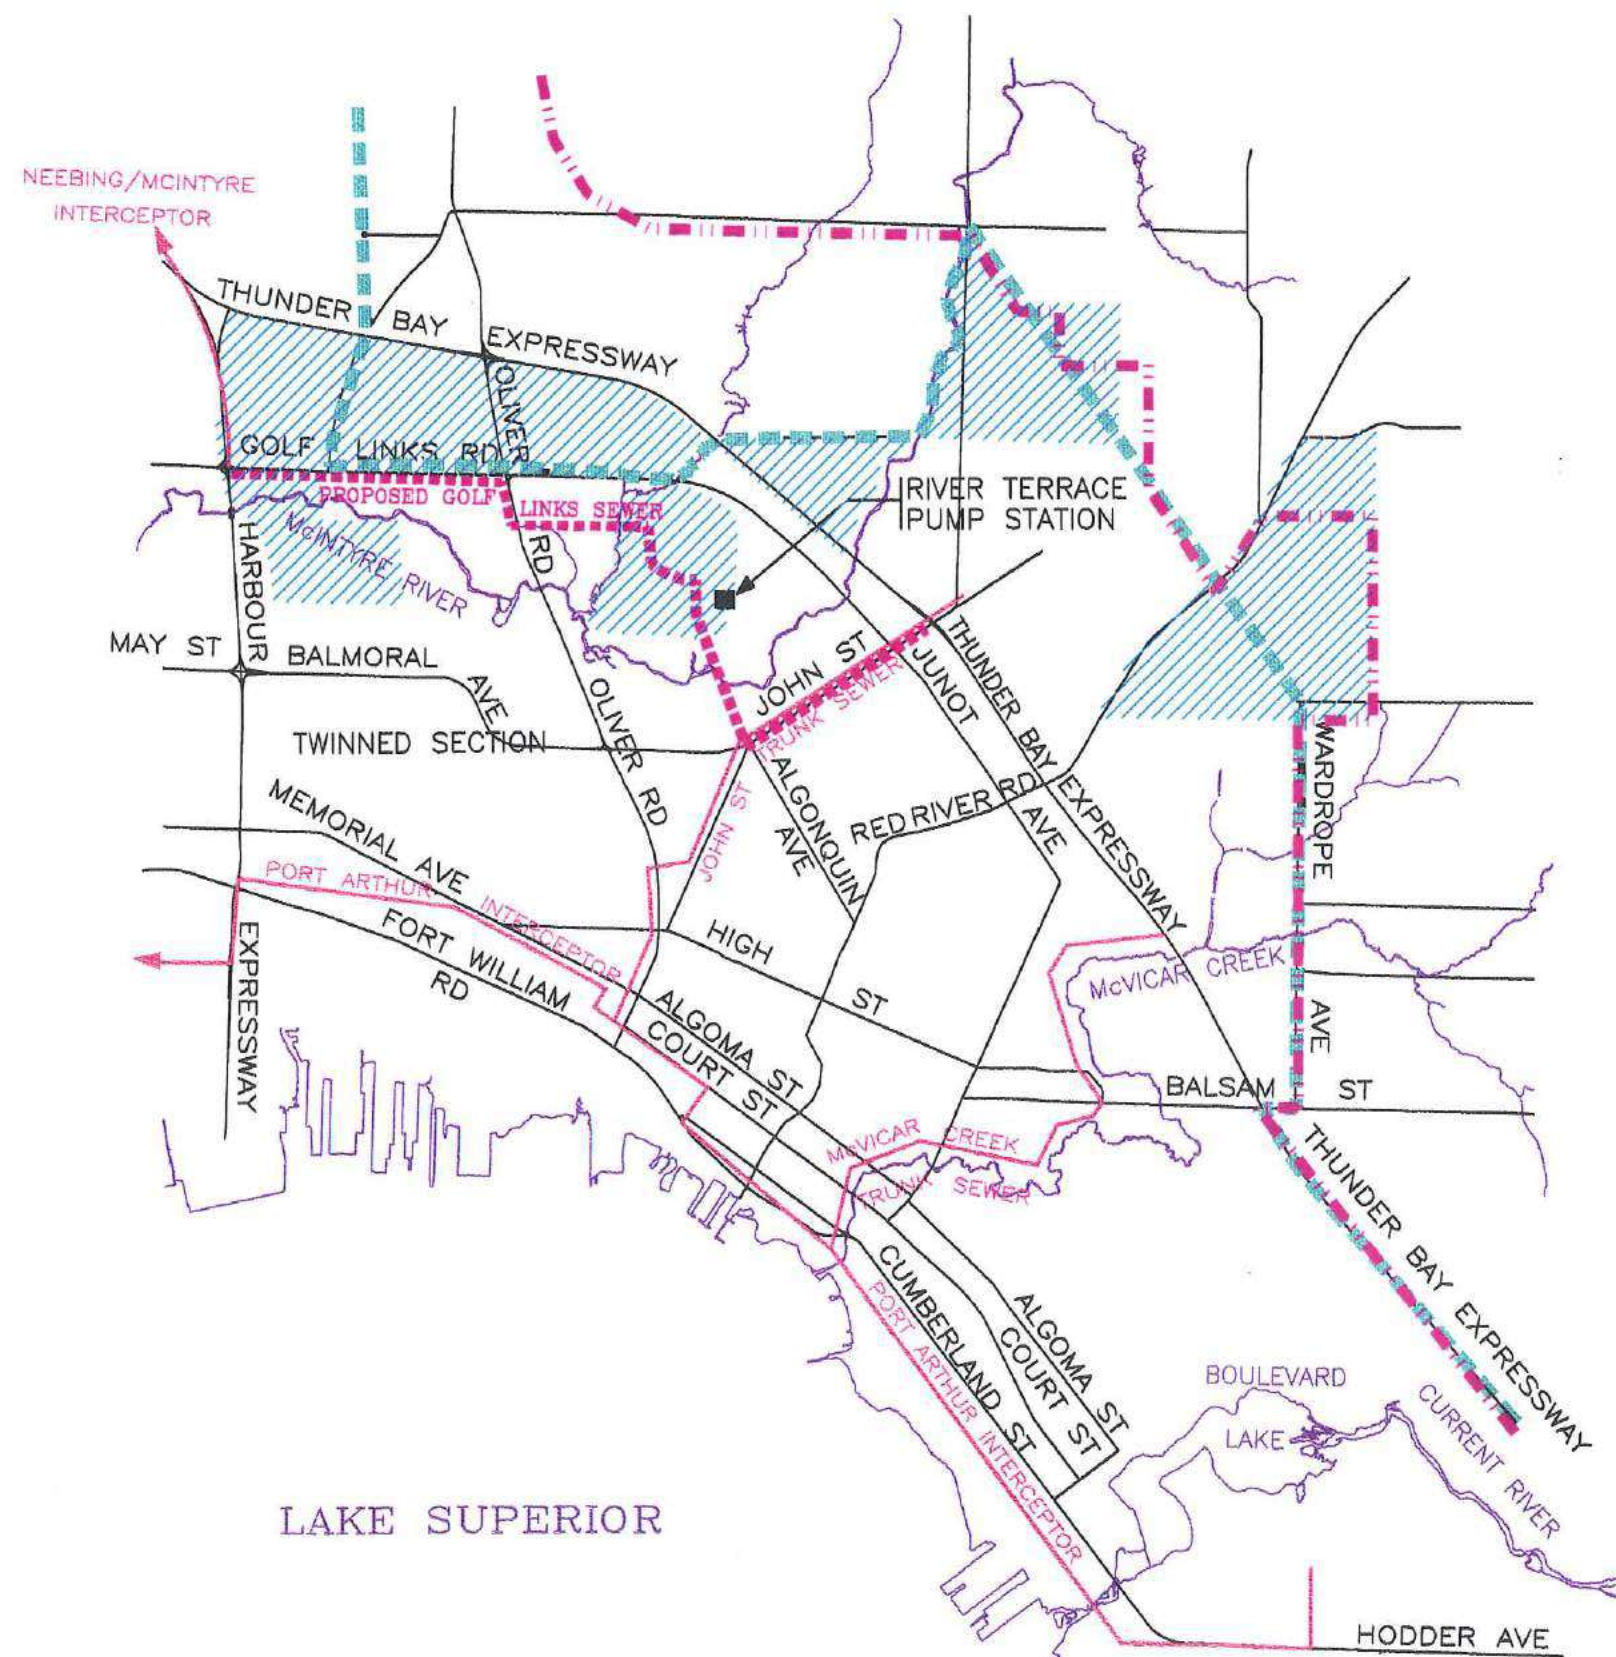 NEEBING/MCINTYRE
INTERCEPTOR
THUNDER BAY EXPRESSWAY
OLIVER RD
GOLF LINKS RD
PROPOSED GOLF LINKS SEWER
RIVER TERRACE
PUMP STATION
McINTYRE RIVER
HARBOUR
MAY ST
BALMORAL AVE
JOHN ST
TRUNK SEWER
JUNOT AVE
THUNDER BAY EXPRESSWAY
TWINNED SECTION
OLIVER RD
JOHN ST
ALGONQUIN AVE
RED RIVER RD
WARDROPE AVE
MEMORIAL AVE
PORT ARTHUR INTERCEPTOR
FORT WILLIAM RD
EXPRESSWAY
HIGH ST
McVICAR CREEK
ALGOMA ST
COURT ST
BALSAM ST
McVICAR CREEK
TRUNK SEWER
THUNDER BAY EXPRESSWAY
CUMBERLAND ST
PORT ARTHUR INTERCEPTOR
ALGOMA ST
COURT ST
BOULEVARD
LAKE
CURRENT RIVER
LAKE SUPERIOR
HODDER AVE